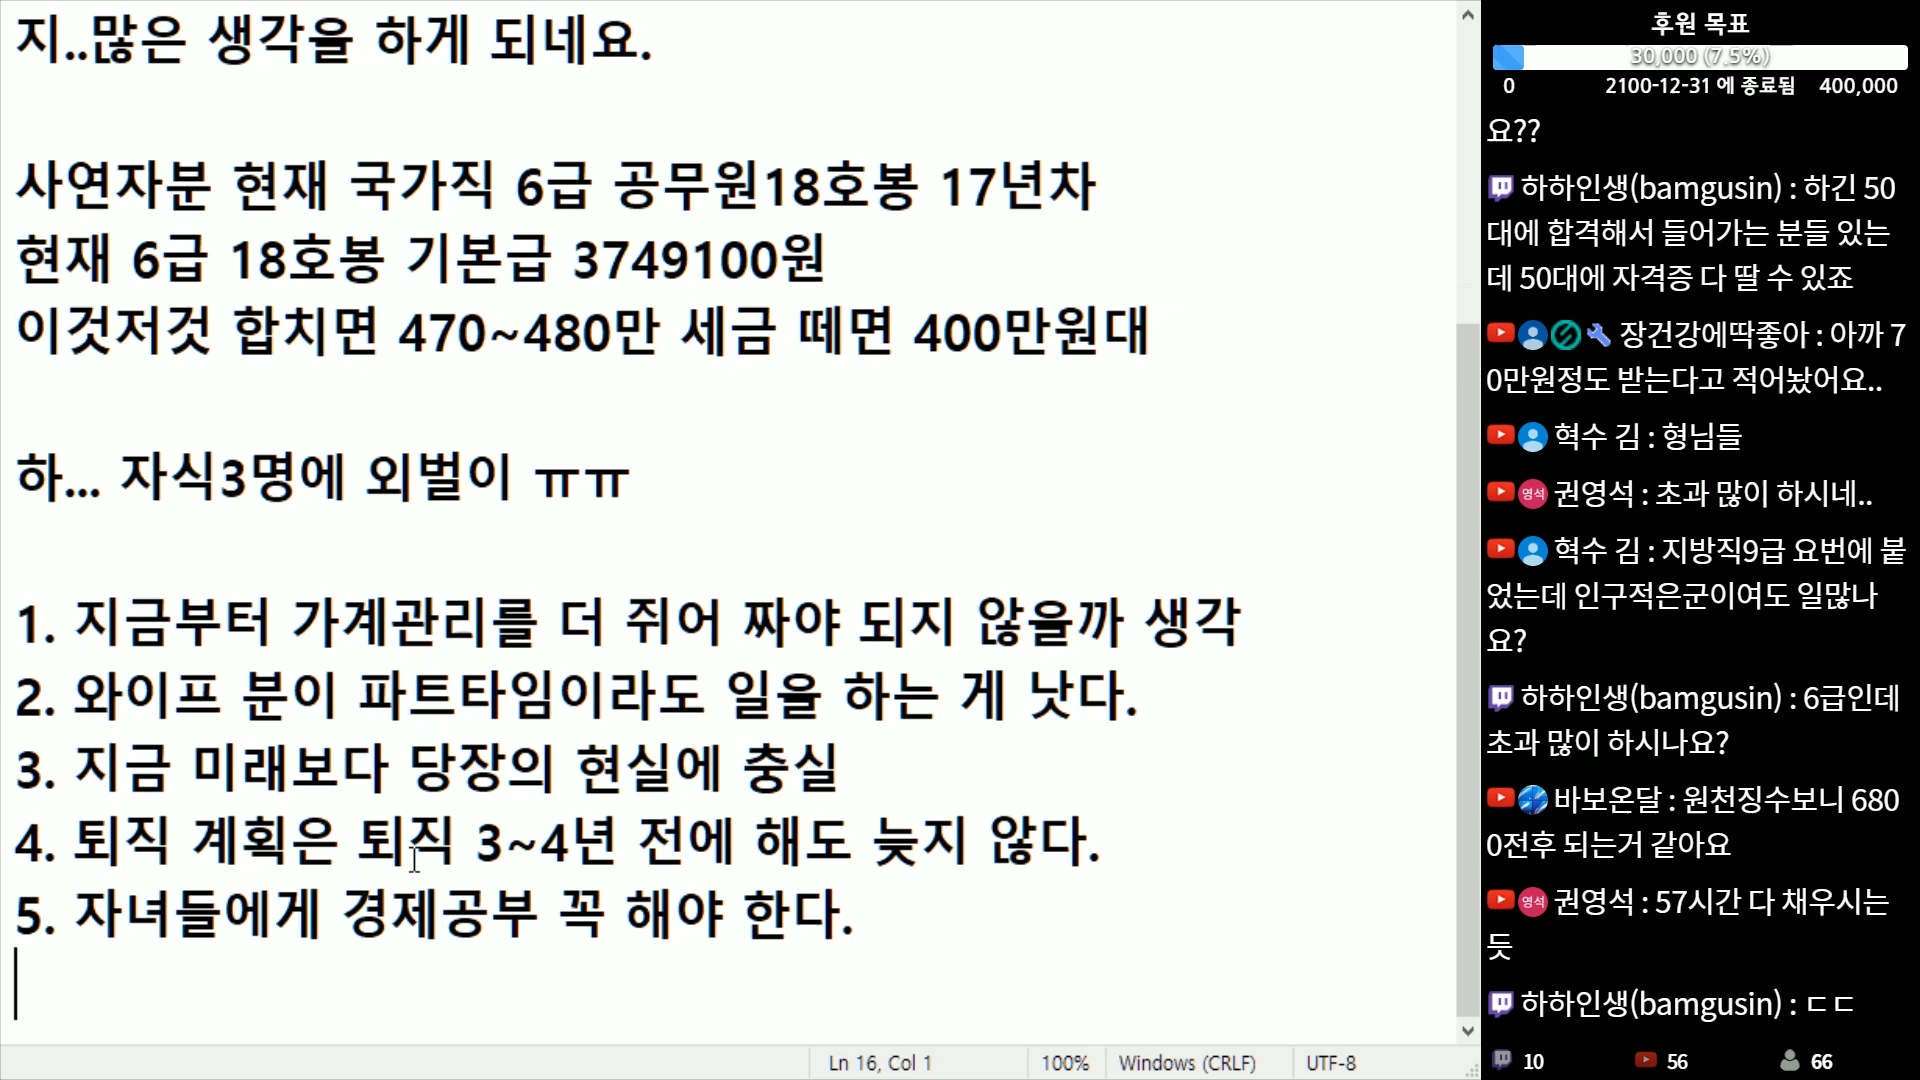 지..많은 생각을 하게 되네요.
사연자분 현재 국가직 6급 공무원18호봉 17년차
현재 6급 18호봉 기본급 3749100원
이것저것 합치면 470~480만 세금 떼면 400만원대
하... 자식3명에 외벌이 ㅠㅠ
1. 지금부터 가계관리를 더 쥐어 짜야 되지 않을까 생각
2. 와이프 분이 파트타임이라도 일을 하는 게 낫다.
3. 지금 미래보다 당장의 현실에 충실
4. 퇴직 계획은 퇴직 3~4년 전에 해도 늦지 않다.
5. 자녀들에게 경제공부 꼭 해야 한다.
Ln 16, Col 1
100%
Windows (CRLF)
UTF-8
후원 목표
30,000 (7.5%)
0 2100-12-31 에 종료됨 400,000
요??
하하인생(bamgusin) : 하긴 50
대에 합격해서 들어가는 분들 있는
데 50대에 자격증 다 딸 수 있죠
장건강에딱좋아 : 아까 7
0만원정도 받는다고 적어놨어요..
혁수 김 : 형님들
영석 권영석 : 초과 많이 하시네..
혁수 김 : 지방직9급 요번에 붙
었는데 인구적은군이여도 일많나
요?
하하인생(bamgusin) : 6급인데
초과 많이 하시나요?
바보온달 : 원천징수보니 680
0전후 되는거 같아요
영석 권영석 : 57시간 다 채우시는
듯
하하인생(bamgusin) : ㄷㄷ
10 56 66